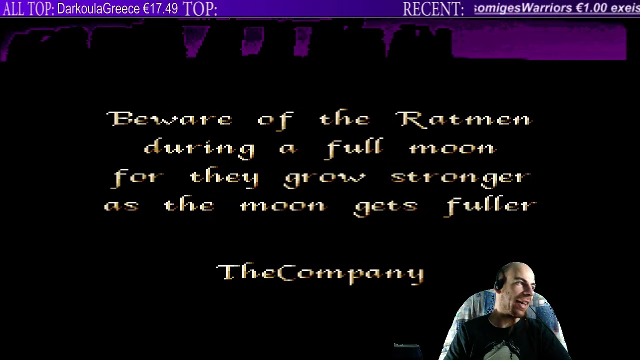 ALL TOP: DarkoulaGreece €17.49 TOP: RECENT: omigesWarriors €1.00 exeis
Beware of the Ratmen
during a full moon
for they grow stronger
as the moon gets fuller
TheCompany